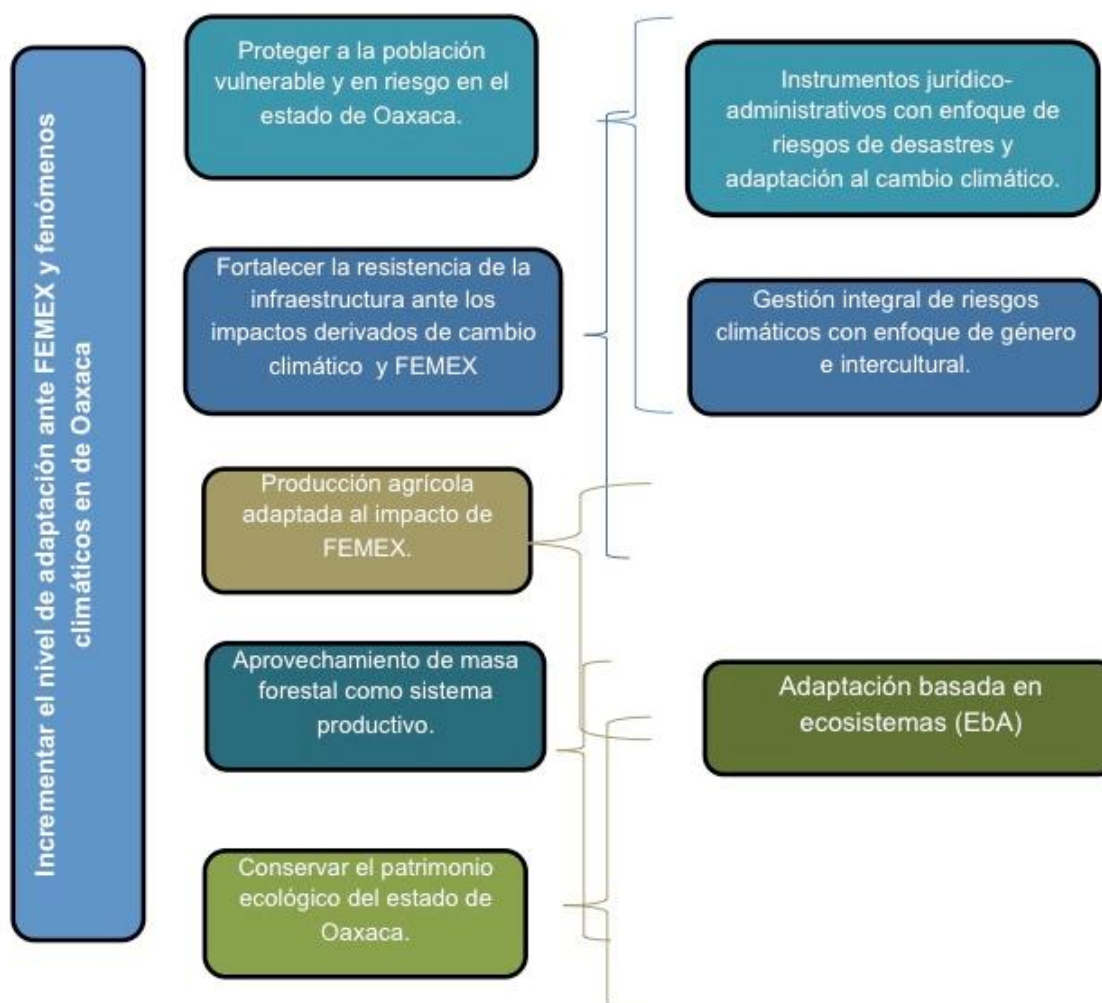 Incrementar el nivel de adaptación ante FEMEX y fenómenos
climáticos en de Oaxaca
Proteger a la población
vulnerable y en riesgo en el
estado de Oaxaca.
Fortalecer la resistencia de la
infraestructura ante los
impactos derivados de cambio
climático y FEMEX
Producción agrícola
adaptada al impacto de
FEMEX.
Aprovechamiento de masa
forestal como sistema
productivo.
Conservar el patrimonio
ecológico del estado de
Oaxaca.
Instrumentos jurídico-
administrativos con enfoque de
riesgos de desastres y
adaptación al cambio climático.
Gestión integral de riesgos
climáticos con enfoque de género
e intercultural.
Adaptación basada en
ecosistemas (EbA)